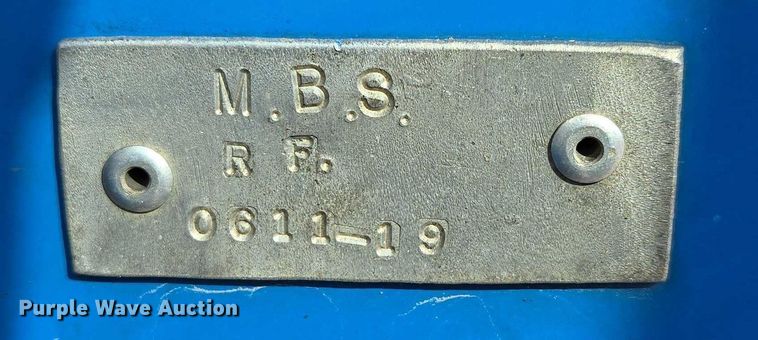 M.B.S.
R F.
0611-19
Purple Wave Auction